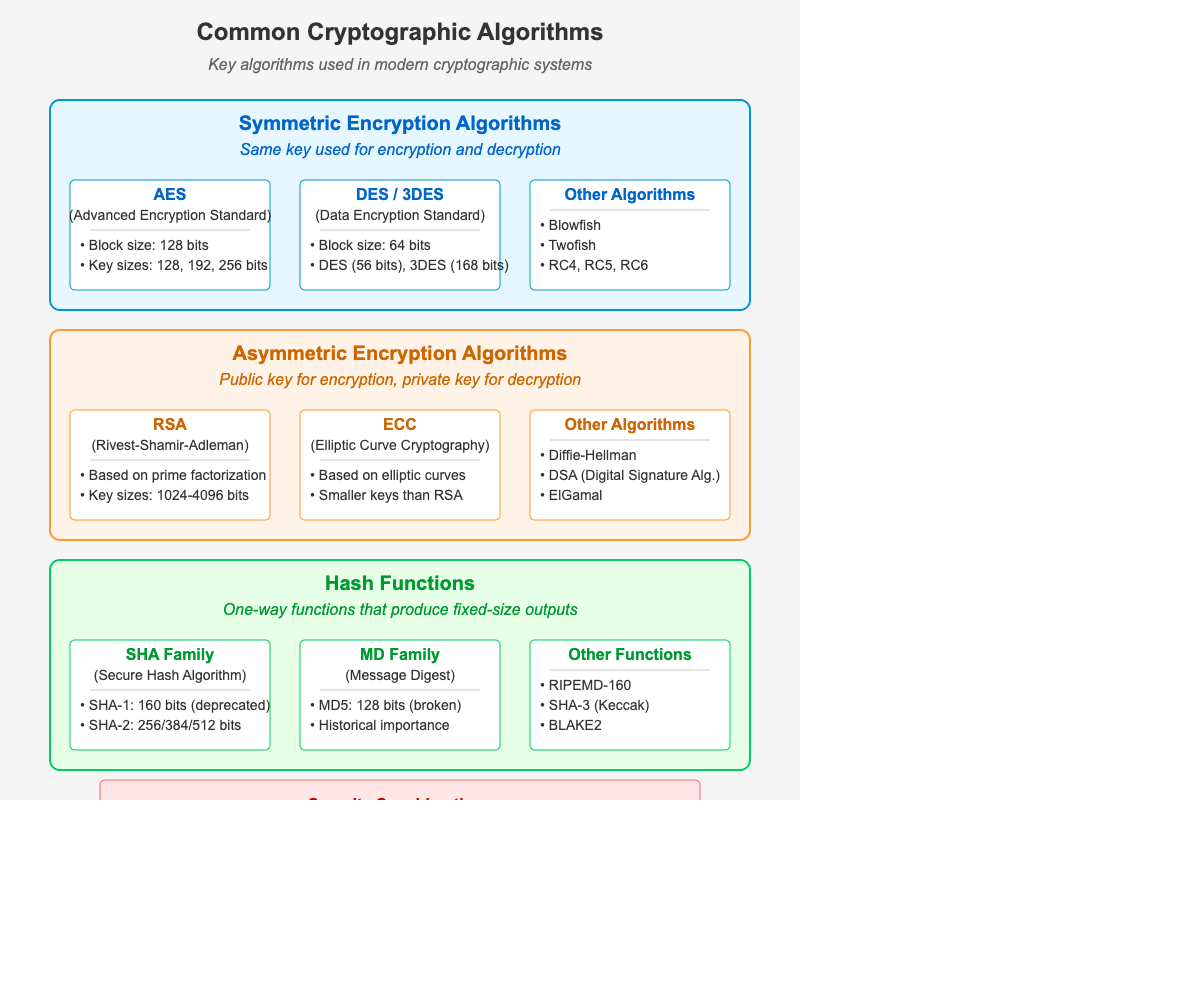 Common Cryptographic Algorithms
Key algorithms used in modern cryptographic systems
Symmetric Encryption Algorithms
Same key used for encryption and decryption
AES
(Advanced Encryption Standard)
• Block size: 128 bits
• Key sizes: 128, 192, 256 bits
DES / 3DES
(Data Encryption Standard)
• Block size: 64 bits
• DES (56 bits), 3DES (168 bits)
Other Algorithms
• Blowfish
• Twofish
• RC4, RC5, RC6
Asymmetric Encryption Algorithms
Public key for encryption, private key for decryption
RSA
(Rivest-Shamir-Adleman)
• Based on prime factorization
• Key sizes: 1024-4096 bits
ECC
(Elliptic Curve Cryptography)
• Based on elliptic curves
• Smaller keys than RSA
Other Algorithms
• Diffie-Hellman
• DSA (Digital Signature Alg.)
• ElGamal
Hash Functions
One-way functions that produce fixed-size outputs
SHA Family
(Secure Hash Algorithm)
• SHA-1: 160 bits (deprecated)
• SHA-2: 256/384/512 bits
MD Family
(Message Digest)
• MD5: 128 bits (broken)
• Historical importance
Other Functions
• RIPEMD-160
• SHA-3 (Keccak)
• BLAKE2